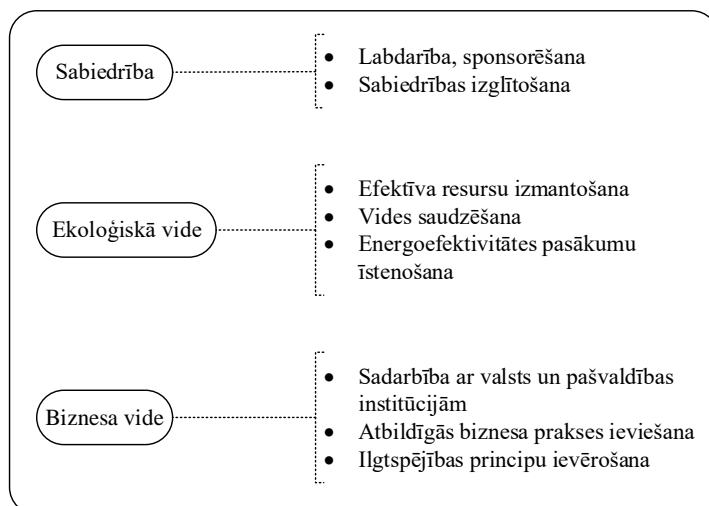 Sabiedrība
• Labdarība, sponsorēšana
• Sabiedrības izglītošana
Ekoloģiskā vide
• Efektīva resursu izmantošana
• Vides saudzēšana
• Energoefektivitātes pasākumu
īstenošana
Biznesa vide
• Sadarbība ar valsts un pašvaldības
institūcijām
• Atbildīgās biznesa prakses ieviešana
• Ilgtspējības principu ievērošana